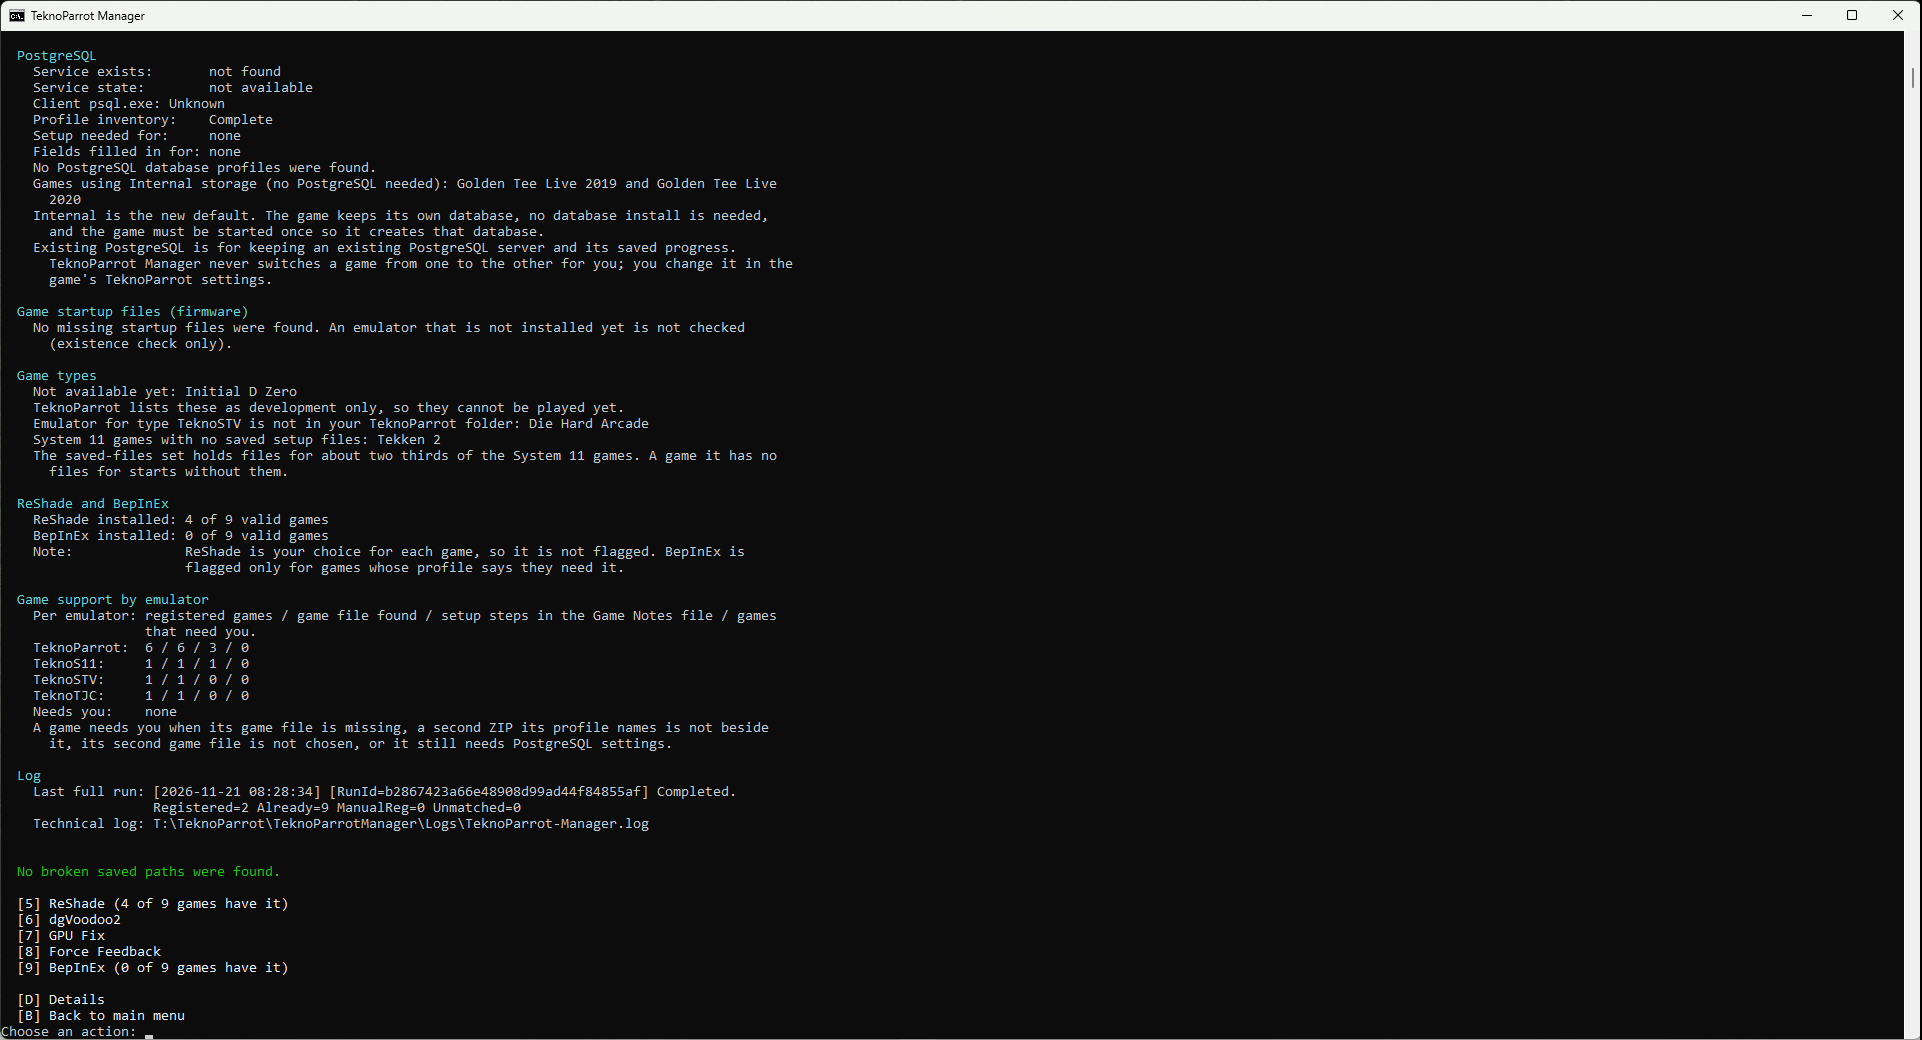 TeknoParrot Manager
PostgreSQL
Service exists: not found
Service state: not available
Client psql.exe: Unknown
Profile inventory: Complete
Setup needed for: none
Fields filled in for: none
No PostgreSQL database profiles were found.
Games using Internal storage (no PostgreSQL needed): Golden Tee Live 2019 and Golden Tee Live
2020
Internal is the new default. The game keeps its own database, no database install is needed,
and the game must be started once so it creates that database.
Existing PostgreSQL is for keeping an existing PostgreSQL server and its saved progress.
TeknoParrot Manager never switches a game from one to the other for you; you change it in the
game's TeknoParrot settings.
Game startup files (firmware)
No missing startup files were found. An emulator that is not installed yet is not checked
(existence check only).
Game types
Not available yet: Initial D Zero
TeknoParrot lists these as development only, so they cannot be played yet.
Emulator for type TeknoSTV is not in your TeknoParrot folder: Die Hard Arcade
System 11 games with no saved setup files: Tekken 2
The saved-files set holds files for about two thirds of the System 11 games. A game it has no
files for starts without them.
ReShade and BepInEx
ReShade installed: 4 of 9 valid games
BepInEx installed: 0 of 9 valid games
Note: ReShade is your choice for each game, so it is not flagged. BepInEx is
flagged only for games whose profile says they need it.
Game support by emulator
Per emulator: registered games / game file found / setup steps in the Game Notes file / games
that need you.
TeknoParrot: 6 / 6 / 3 / 0
TeknoS11: 1 / 1 / 1 / 0
TeknoSTV: 1 / 1 / 0 / 0
TeknoTJC: 1 / 1 / 0 / 0
Needs you: none
A game needs you when its game file is missing, a second ZIP its profile names is not beside
it, its second game file is not chosen, or it still needs PostgreSQL settings.
Log
Last full run: [2026-11-21 08:28:34] [RunId=b2867423a66e48908d99ad44f84855af] Completed.
Registered=2 Already=9 ManualReg=0 Unmatched=0
Technical log: T:\TeknoParrot\TeknoParrotManager\Logs\TeknoParrot-Manager.log
No broken saved paths were found.
[5] ReShade (4 of 9 games have it)
[6] dgVoodoo2
[7] GPU Fix
[8] Force Feedback
[9] BepInEx (0 of 9 games have it)
[D] Details
[B] Back to main menu
Choose an action: